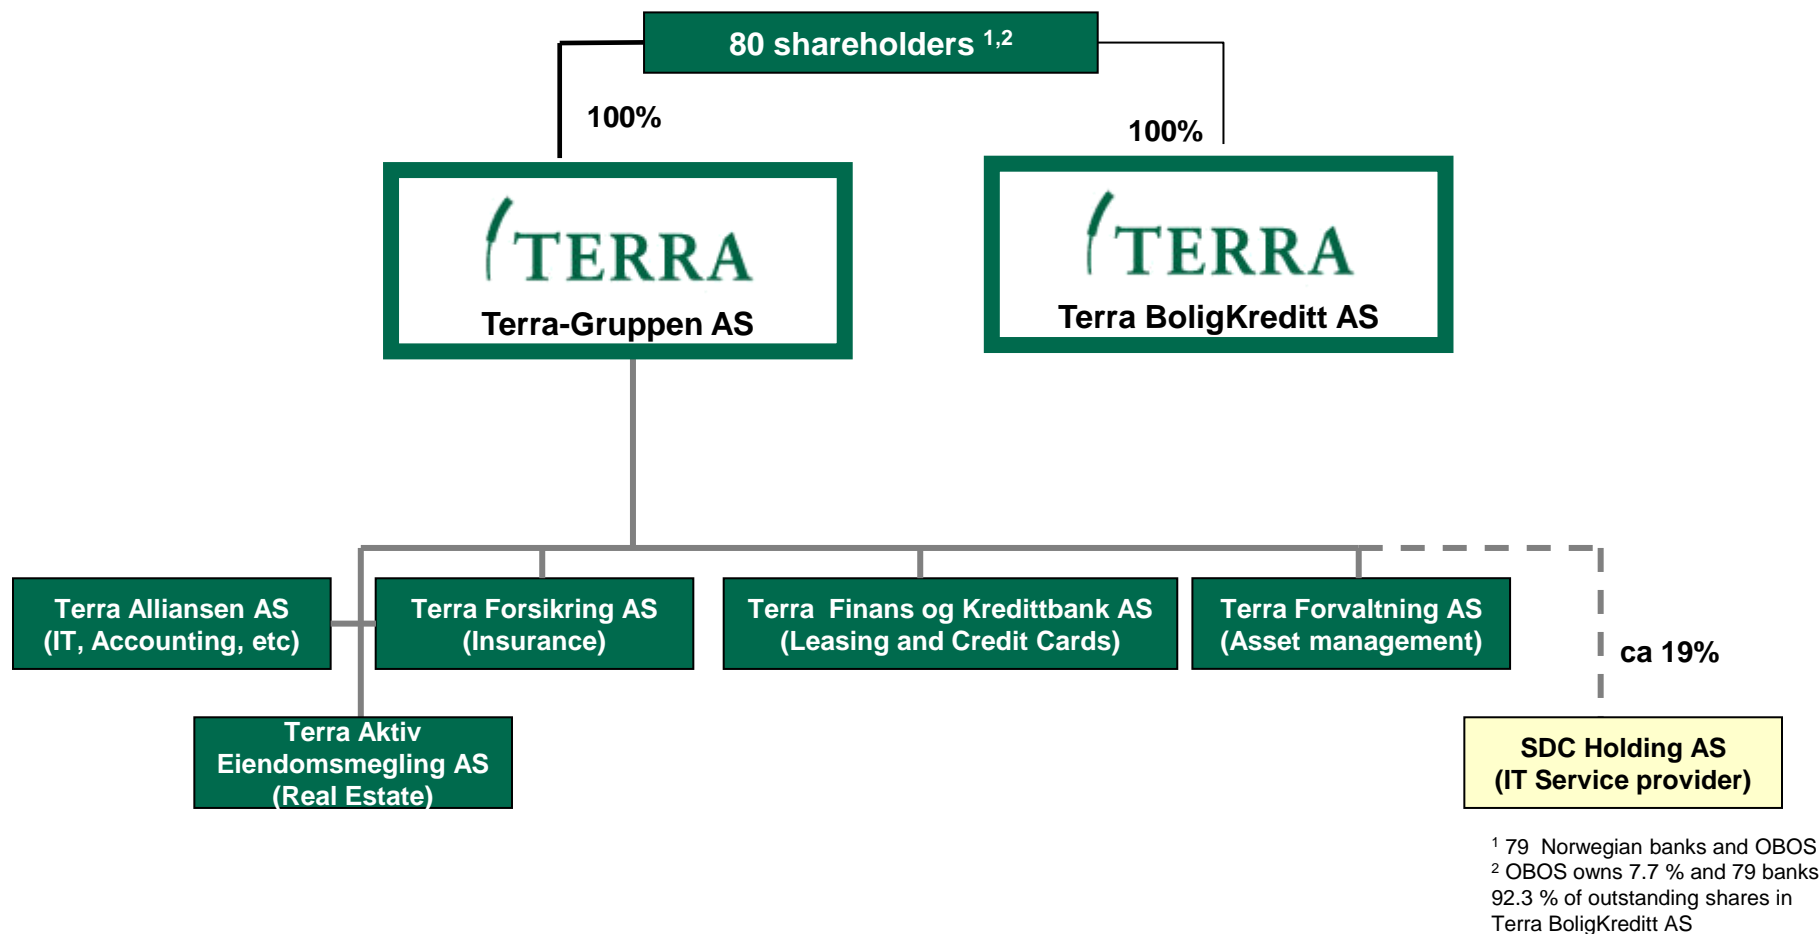 80 shareholders 1,2
100%
100%
TERRA
Terra-Gruppen AS
TERRA
Terra BoligKreditt AS
Terra Alliansen AS
(IT, Accounting, etc)
Terra Forsikring AS
(Insurance)
Terra  Finans og Kredittbank AS
(Leasing and Credit Cards)
Terra Forvaltning AS
(Asset management)
ca 19%
Terra Aktiv
Eiendomsmegling AS
(Real Estate)
SDC Holding AS
(IT Service provider)
1 79  Norwegian banks and OBOS
2 OBOS owns 7.7 % and 79 banks
92.3 % of outstanding shares in
Terra BoligKreditt AS